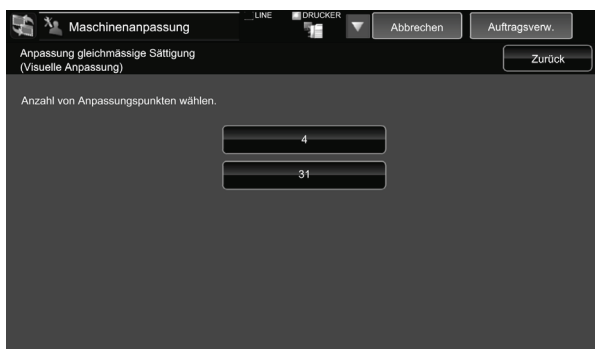 Maschinenanpassung
LINE
DRUCKER
Abbrechen
Auftragsverw.
Anpassung gleichmässige Sättigung
(Visuelle Anpassung)
Zurück
Anzahl von Anpassungspunkten wählen.
4
31